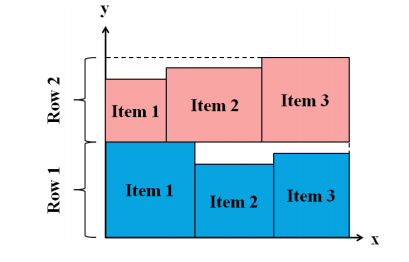 y
Row 2
Item 1
Item 2
Item 3
Row 1
Item 1
Item 2
Item 3
x